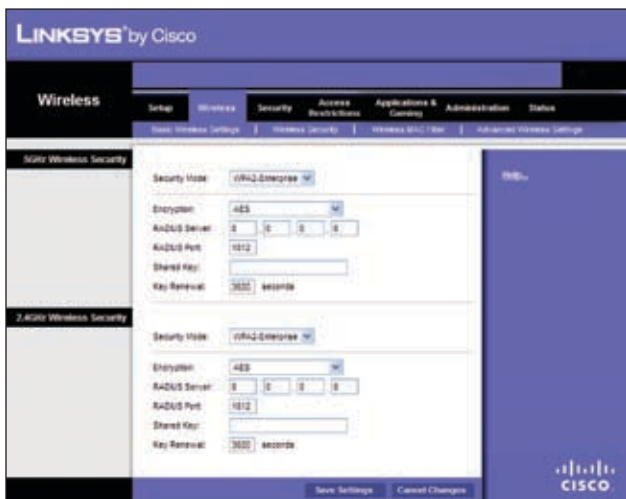 LINKSYS® by Cisco
Wireless
Setup Wireless Security Access Restrictions Applications & Gaming Administration Status
Basic Wireless Settings | Wireless Security | Wireless MAC Filter | Advanced Wireless Settings
5GHz Wireless Security
Help...
Security Mode: WPA2-Enterprise
Encryption: AES
RADIUS Server: 0 . 0 . 0 . 0
RADIUS Port: 1812
Shared Key:
Key Renewal: 3600 seconds
2.4GHz Wireless Security
Security Mode: WPA2-Enterprise
Encryption: AES
RADIUS Server: 0 . 0 . 0 . 0
RADIUS Port: 1812
Shared Key:
Key Renewal: 3600 seconds
Save Settings Cancel Changes
CISCO